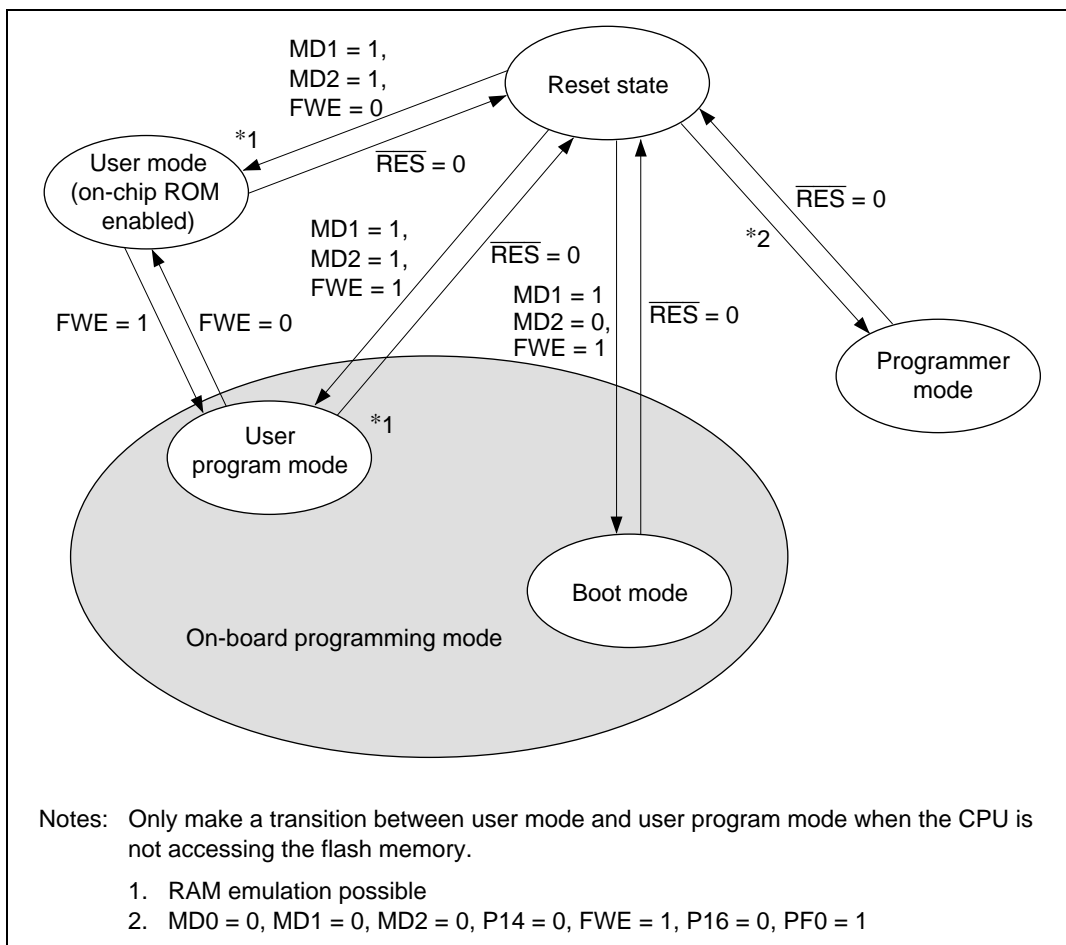 MD1 = 1,
MD2 = 1,
FWE = 0
Reset state
*1
R̅E̅S̅ = 0
User mode
(on-chip ROM
enabled)
R̅E̅S̅ = 0
*2
MD1 = 1,
MD2 = 1,
FWE = 1
R̅E̅S̅ = 0
MD1 = 1
MD2 = 0,
FWE = 1
R̅E̅S̅ = 0
FWE = 1
FWE = 0
Programmer
mode
*1
User
program mode
Boot mode
On-board programming mode
Notes: Only make a transition between user mode and user program mode when the CPU is
not accessing the flash memory.
1. RAM emulation possible
2. MD0 = 0, MD1 = 0, MD2 = 0, P14 = 0, FWE = 1, P16 = 0, PF0 = 1